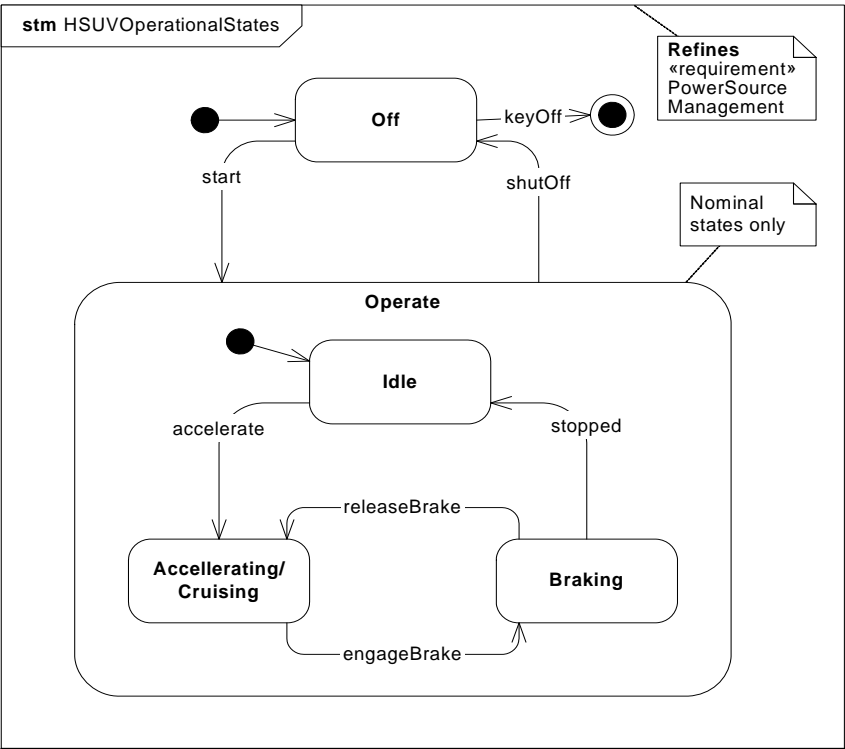 stm HSUVOperationalStates
Refines
«requirement»
PowerSource
Management
Off
keyOff
start
shutOff
Nominal
states only
Operate
Idle
accelerate
stopped
releaseBrake
Accellerating/
Cruising
Braking
engageBrake